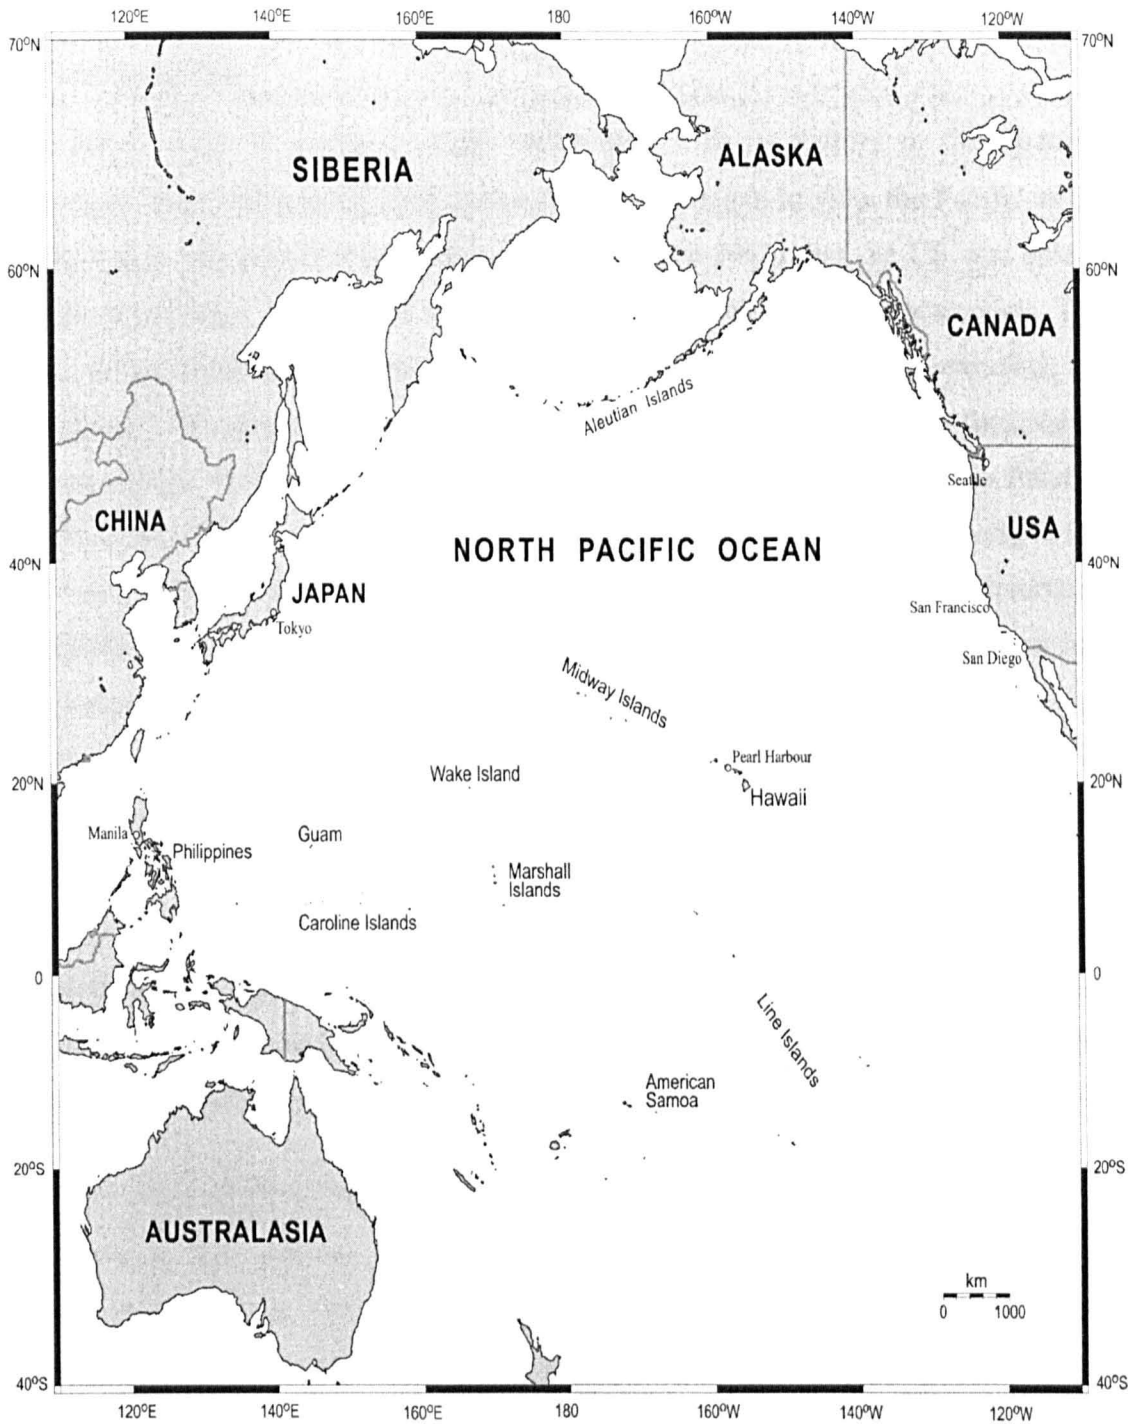 120°E 140°E 160°E 180 160°W 140°W 120°W
70°N 70°N
SIBERIA
ALASKA
60°N 60°N
CANADA
Aleutian Islands
Seattle
CHINA
USA
NORTH PACIFIC OCEAN
40°N 40°N
JAPAN
San Francisco
Tokyo
San Diego
Midway Islands
Pearl Harbour
Wake Island
20°N 20°N
Hawaii
Manila
Guam
Philippines
Marshall
Islands
Caroline Islands
0 0
Line Islands
American
Samoa
20°S 20°S
AUSTRALASIA
km
0 1000
40°S 40°S
120°E 140°E 160°E 180 160°W 140°W 120°W